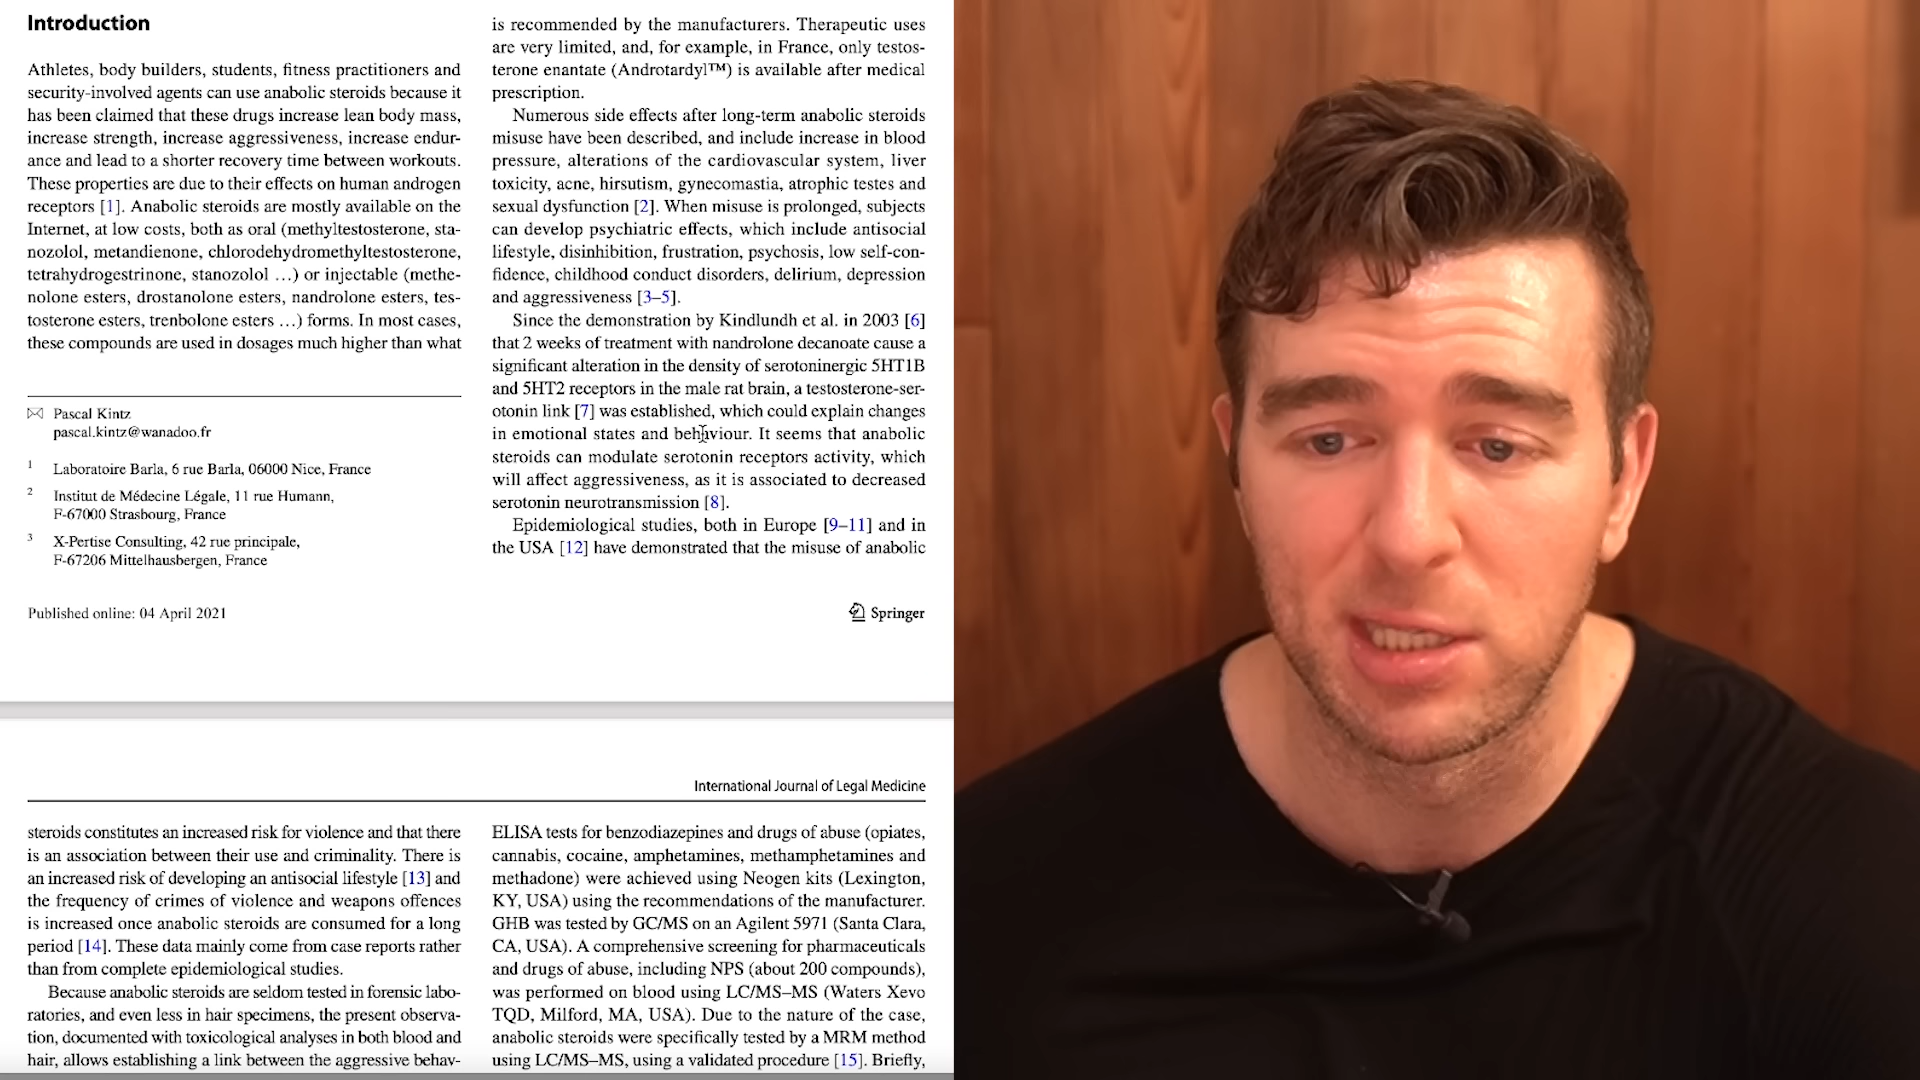 Introduction
Athletes, body builders, students, fitness practitioners and
security-involved agents can use anabolic steroids because it
has been claimed that these drugs increase lean body mass,
increase strength, increase aggressiveness, increase endur-
ance and lead to a shorter recovery time between workouts.
These properties are due to their effects on human androgen
receptors [1]. Anabolic steroids are mostly available on the
Internet, at low costs, both as oral (methyltestosterone, sta-
nozolol, metandienone, chlorodehydromethyltestosterone,
tetrahydrogestrinone, stanozolol …) or injectable (methe-
nolone esters, drostanolone esters, nandrolone esters, tes-
tosterone esters, trenbolone esters …) forms. In most cases,
these compounds are used in dosages much higher than what
Pascal Kintz
pascal.kintz@wanadoo.fr
1 Laboratoire Barla, 6 rue Barla, 06000 Nice, France
2 Institut de Médecine Légale, 11 rue Humann,
F-67000 Strasbourg, France
3 X-Pertise Consulting, 42 rue principale,
F-67206 Mittelhausbergen, France
is recommended by the manufacturers. Therapeutic uses
are very limited, and, for example, in France, only testos-
terone enantate (Androtardyl™) is available after medical
prescription.
Numerous side effects after long-term anabolic steroids
misuse have been described, and include increase in blood
pressure, alterations of the cardiovascular system, liver
toxicity, acne, hirsutism, gynecomastia, atrophic testes and
sexual dysfunction [2]. When misuse is prolonged, subjects
can develop psychiatric effects, which include antisocial
lifestyle, disinhibition, frustration, psychosis, low self-con-
fidence, childhood conduct disorders, delirium, depression
and aggressiveness [3–5].
Since the demonstration by Kindlundh et al. in 2003 [6]
that 2 weeks of treatment with nandrolone decanoate cause a
significant alteration in the density of serotoninergic 5HT1B
and 5HT2 receptors in the male rat brain, a testosterone-ser-
otonin link [7] was established, which could explain changes
in emotional states and behaviour. It seems that anabolic
steroids can modulate serotonin receptors activity, which
will affect aggressiveness, as it is associated to decreased
serotonin neurotransmission [8].
Epidemiological studies, both in Europe [9–11] and in
the USA [12] have demonstrated that the misuse of anabolic
Published online: 04 April 2021
Springer
International Journal of Legal Medicine
steroids constitutes an increased risk for violence and that there
is an association between their use and criminality. There is
an increased risk of developing an antisocial lifestyle [13] and
the frequency of crimes of violence and weapons offences
is increased once anabolic steroids are consumed for a long
period [14]. These data mainly come from case reports rather
than from complete epidemiological studies.
Because anabolic steroids are seldom tested in forensic labo-
ratories, and even less in hair specimens, the present observa-
tion, documented with toxicological analyses in both blood and
hair, allows establishing a link between the aggressive behav-
ELISA tests for benzodiazepines and drugs of abuse (opiates,
cannabis, cocaine, amphetamines, methamphetamines and
methadone) were achieved using Neogen kits (Lexington,
KY, USA) using the recommendations of the manufacturer.
GHB was tested by GC/MS on an Agilent 5971 (Santa Clara,
CA, USA). A comprehensive screening for pharmaceuticals
and drugs of abuse, including NPS (about 200 compounds),
was performed on blood using LC/MS–MS (Waters Xevo
TQD, Milford, MA, USA). Due to the nature of the case,
anabolic steroids were specifically tested by a MRM method
using LC/MS–MS, using a validated procedure [15]. Briefly,